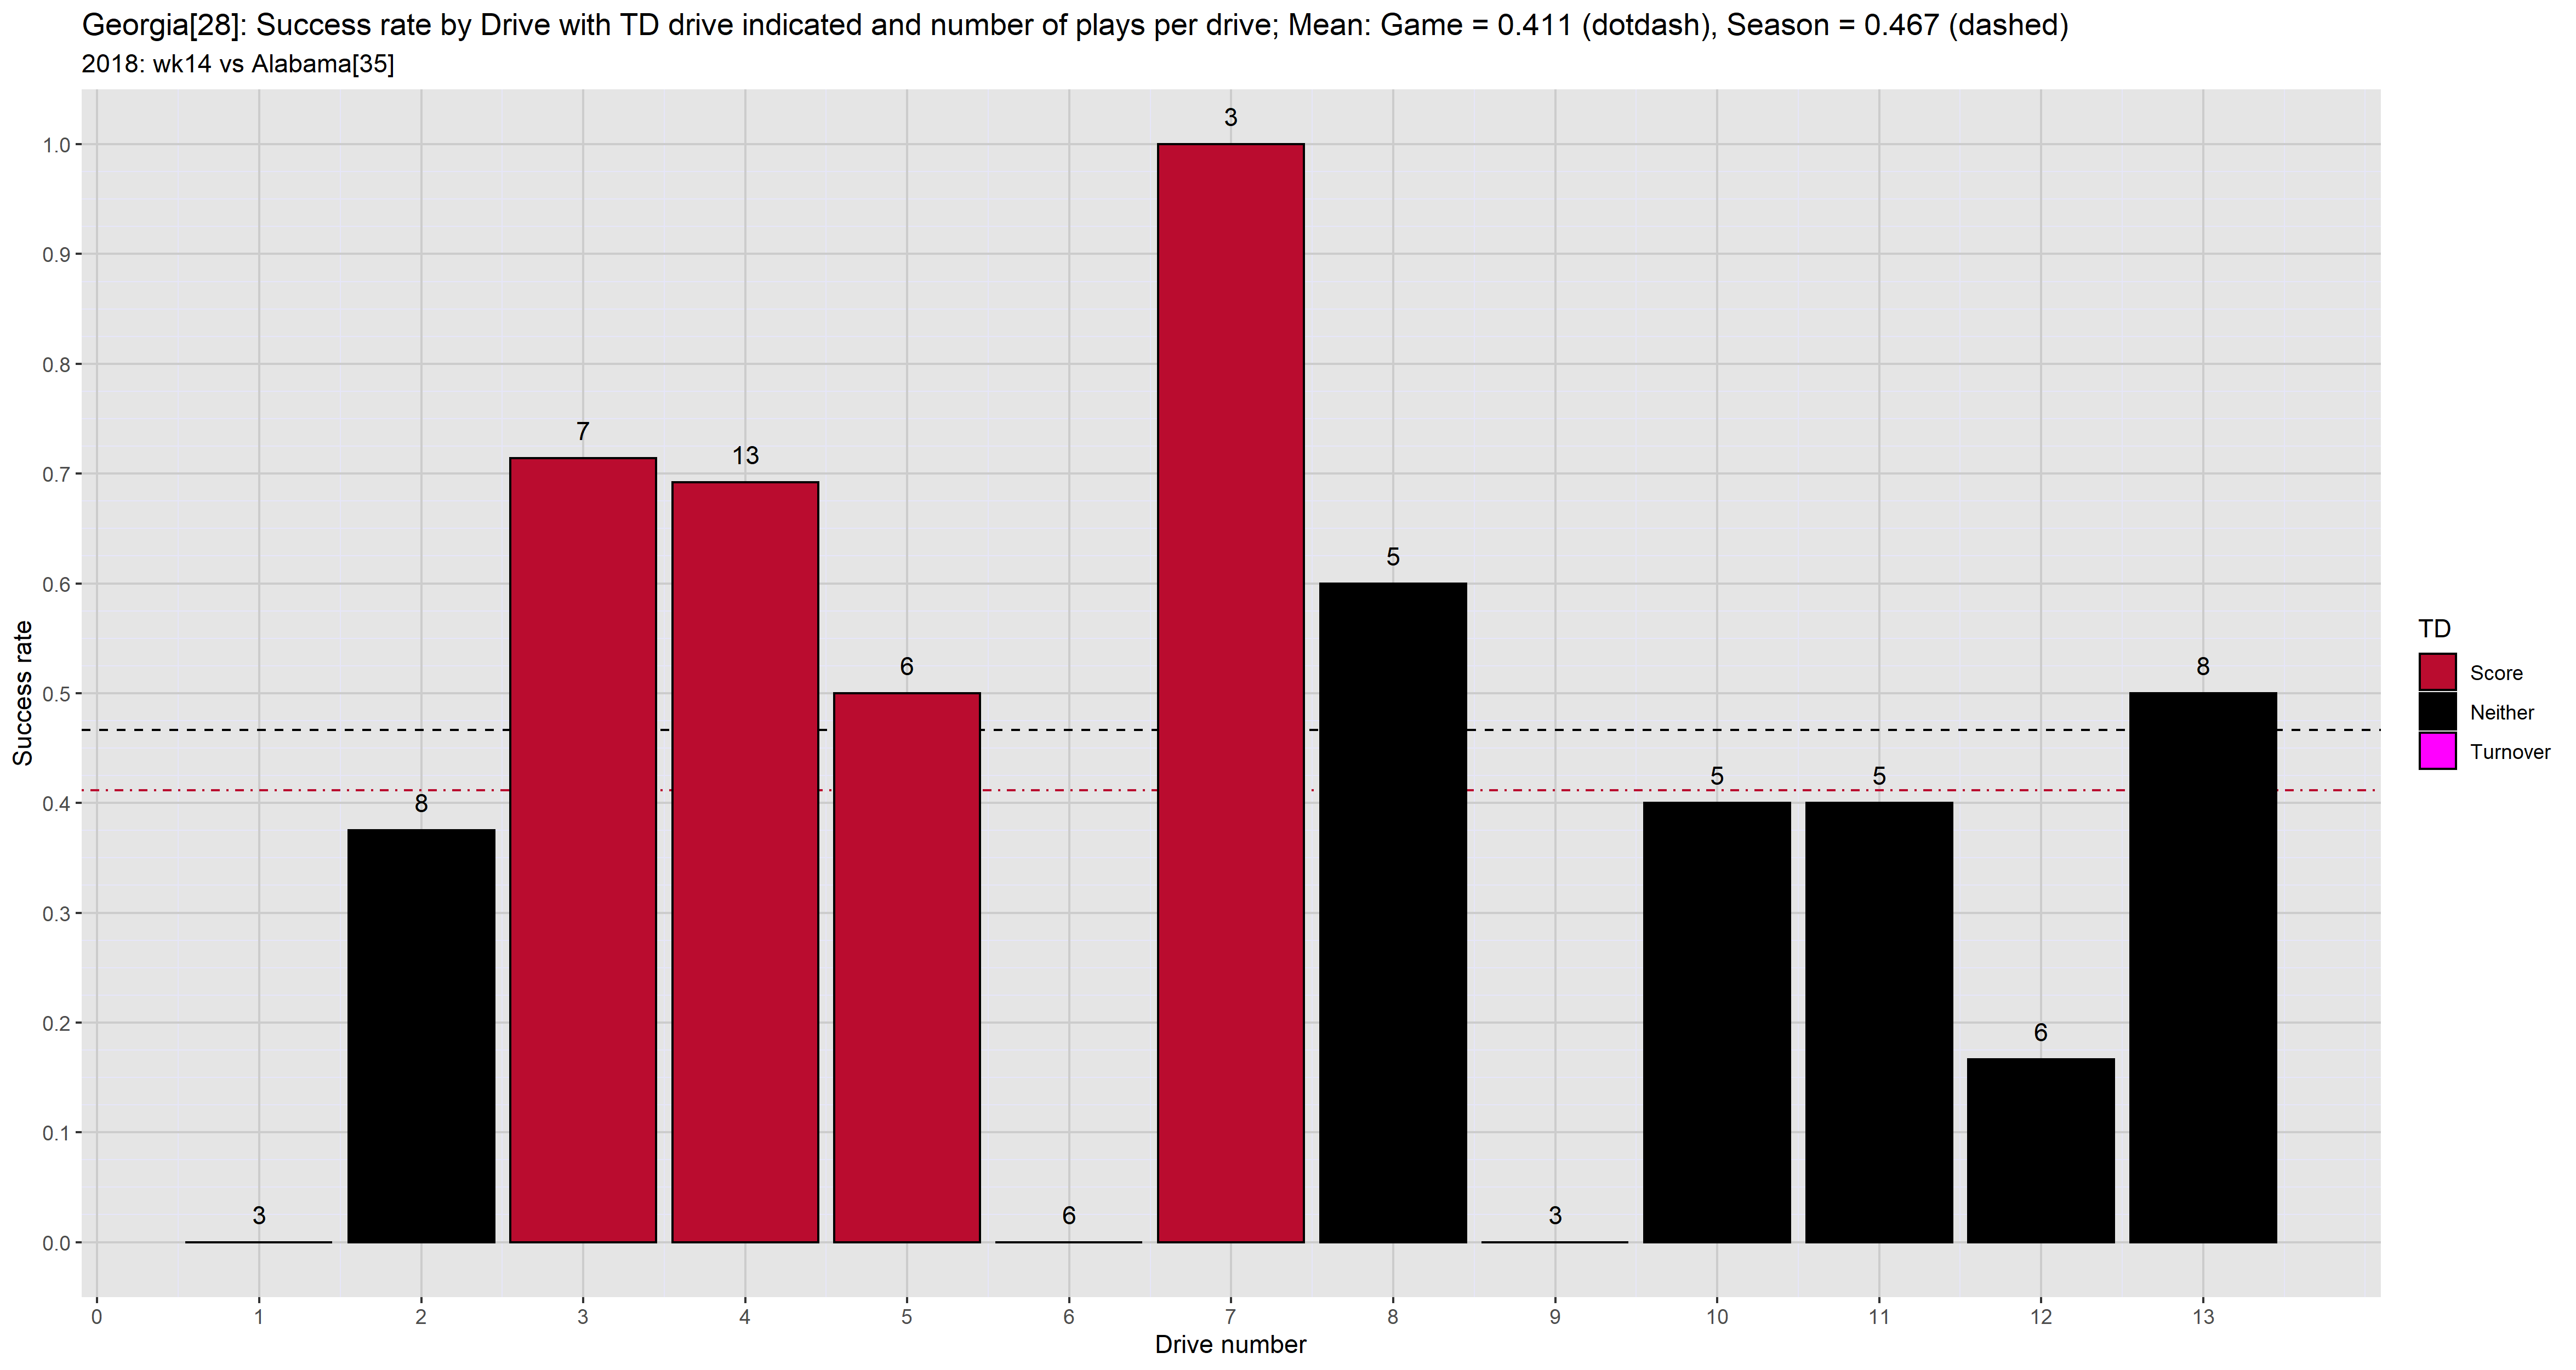 Georgia[28]: Success rate by Drive with TD drive indicated and number of plays per drive; Mean: Game = 0.411 (dotdash), Season = 0.467 (dashed)
2018: wk14 vs Alabama[35]
Success rate
1.0
0.9
0.8
0.7
0.6
0.5
0.4
0.3
0.2
0.1
0.0
3
8
7
13
6
6
3
5
3
5
5
6
8
0 1 2 3 4 5 6 7 8 9 10 11 12 13
Drive number
TD
Score
Neither
Turnover